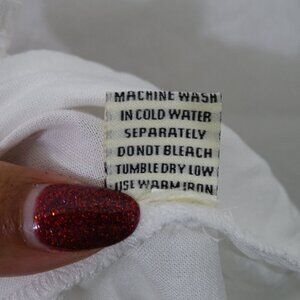 MACHINE WASH
IN COLD WATER
SEPARATELY
DO NOT BLEACH
TUMBLE DRY LOW
USE WARM IRON